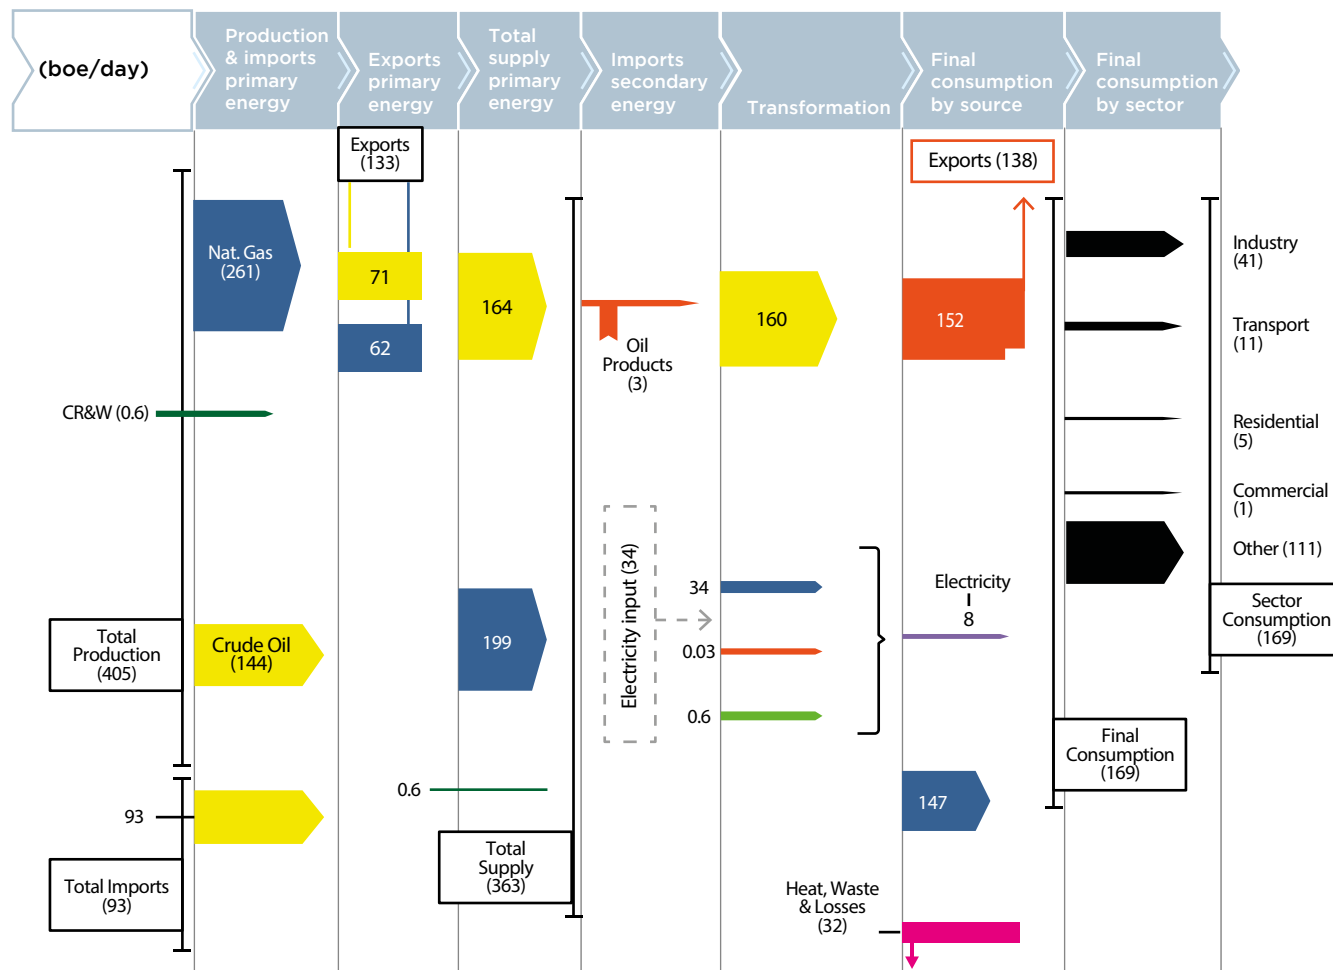 (boe/day)
Production
& imports
primary
energy
Exports
primary
energy
Total
supply
primary
energy
Imports
secondary
energy
Transformation
Final
consumption
by source
Final
consumption
by sector
Exports
(133)
Exports (138)
Nat. Gas
(261)
71
62
164
Oil
Products
(3)
160
152
Industry
(41)
Transport
(11)
CR&W (0.6)
Residential
(5)
Commercial
(1)
Other (111)
Electricity input (34)
34
0.03
0.6
Electricity
8
Sector
Consumption
(169)
Total
Production
(405)
Crude Oil
(144)
199
Final
Consumption
(169)
0.6
93
147
Total
Supply
(363)
Total Imports
(93)
Heat, Waste
& Losses
(32)